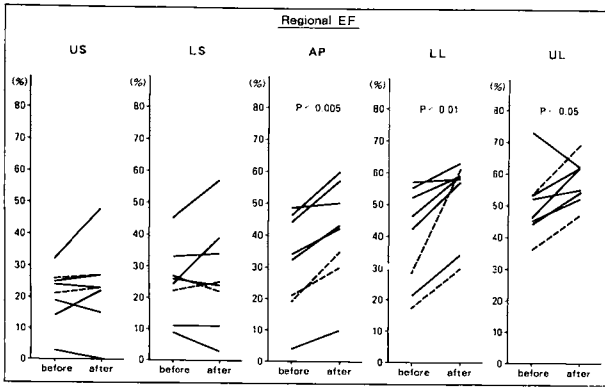 Regional EF
US LS AP LL UL
(%) (%) (%) (%) (%)
P < 0.005 P < 0.01 P < 0.05
80 80 80 80 80
70 70 70 70 70
60 60 60 60 60
50 50 50 50 50
40 40 40 40 40
30 30 30 30 30
20 20 20 20 20
10 10 10 10 10
0 0 0 0 0
before after before after before after before after before after